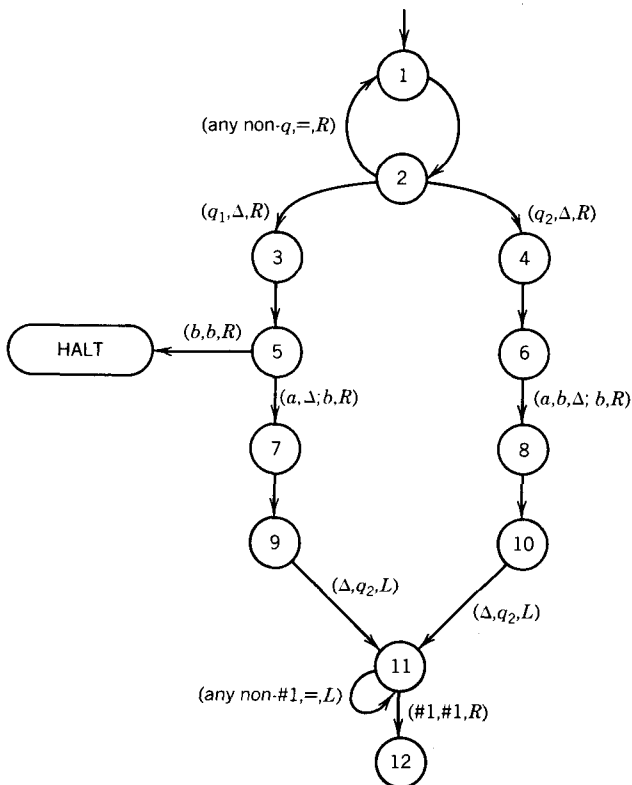 1
(any non-q,=,R)
2
(q₁,Δ,R)
(q₂,Δ,R)
3
4
HALT
(b,b,R)
5
6
(a,Δ;b,R)
(a,b,Δ; b,R)
7
8
9
10
(Δ,q₂,L)
(Δ,q₂,L)
11
(any non-#1,=,L)
(#1,#1,R)
12